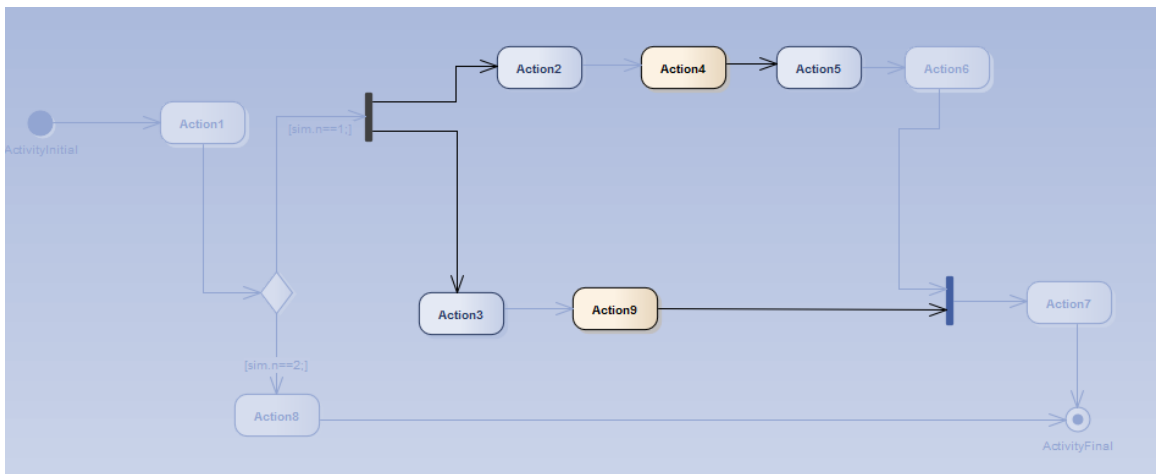 Action2
Action4
Action5
Action6
Action1
[sim.n==1;]
ActivityInitial
Action3
Action9
Action7
[sim.n==2;]
Action8
ActivityFinal